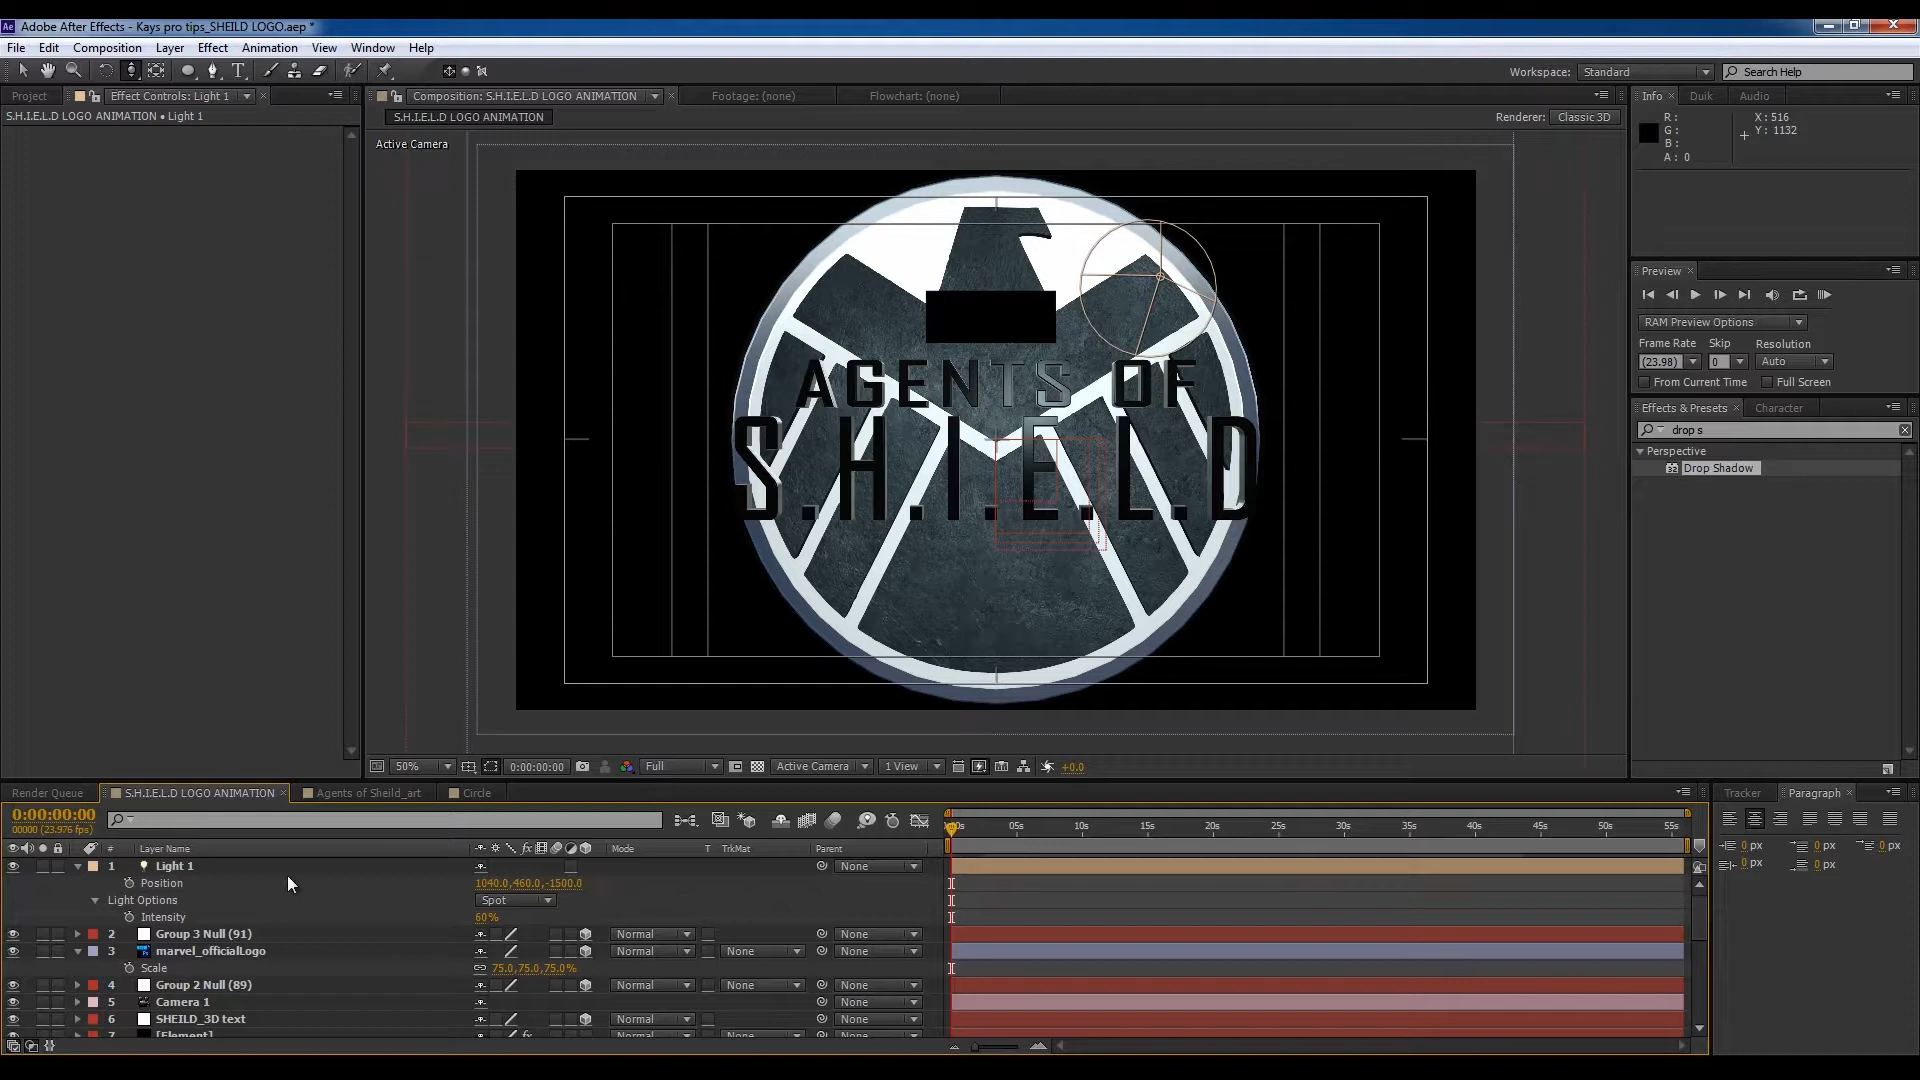 Adobe After Effects - Kays pro tips_SHEILD LOGO.aep *
File Edit Composition Layer Effect Animation View Window Help
Workspace: Standard Search Help
Project Effect Controls: Light 1
S.H.I.E.L.D LOGO ANIMATION • Light 1
Composition: S.H.I.E.L.D LOGO ANIMATION Footage: (none) Flowchart: (none)
S.H.I.E.L.D LOGO ANIMATION Renderer: Classic 3D
Active Camera
AGENTS OF
S.H.I.E.L.D
50% 0:00:00:00 Full Active Camera 1 View +0.0
Info Duik Audio
R: X: 516
G: Y: 1132
B:
A: 0
Preview
RAM Preview Options
Frame Rate Skip Resolution
(23.98) 0 Auto
From Current Time Full Screen
Effects & Presets Character
drop s
Perspective
32 Drop Shadow
Render Queue S.H.I.E.L.D LOGO ANIMATION Agents of Sheild_art Circle
0:00:00:00
00000 (23.976 fps)
05s 10s 15s 20s 25s 30s 35s 40s 45s 50s 55s
# Layer Name Mode T TrkMat Parent
1 Light 1 None
Position 1040.0,460.0,-1500.0
Light Options Spot
Intensity 60%
2 Group 3 Null (91) Normal None
3 marvel_officialLogo Normal None None
Scale 75.0,75.0,75.0%
4 Group 2 Null (89) Normal None None
5 Camera 1 None
6 SHEILD_3D text Normal None
7 [Element] Normal None None
Tracker Paragraph
0 px 0 px 0 px
0 px 0 px